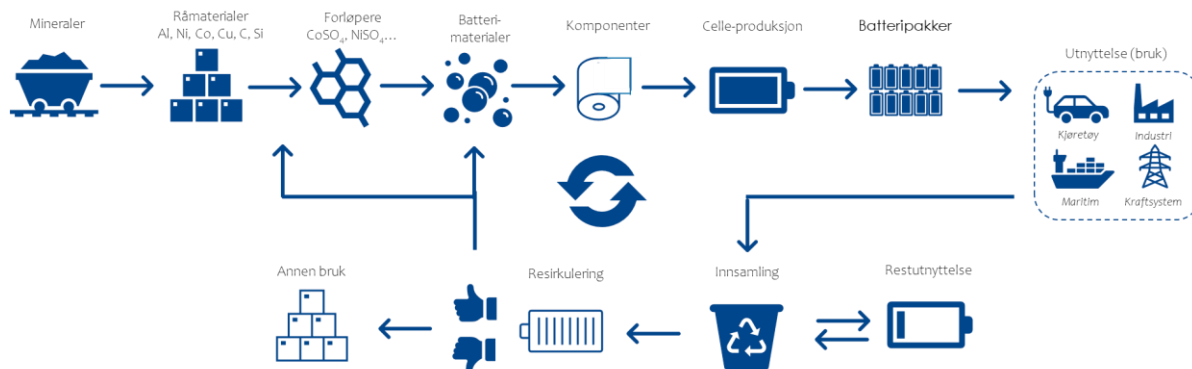 Mineraler
Råmaterialer
Al, Ni, Co, Cu, C, Si
Forløpere
CoSO₄, NiSO₄...
Batteri-
materialer
Komponenter
Celle-produksjon
Batteripakker
Utnyttelse (bruk)
Kjøretøy
Industri
Maritim
Kraftsystem
Annen bruk
Resirkulering
Innsamling
Restutnyttelse